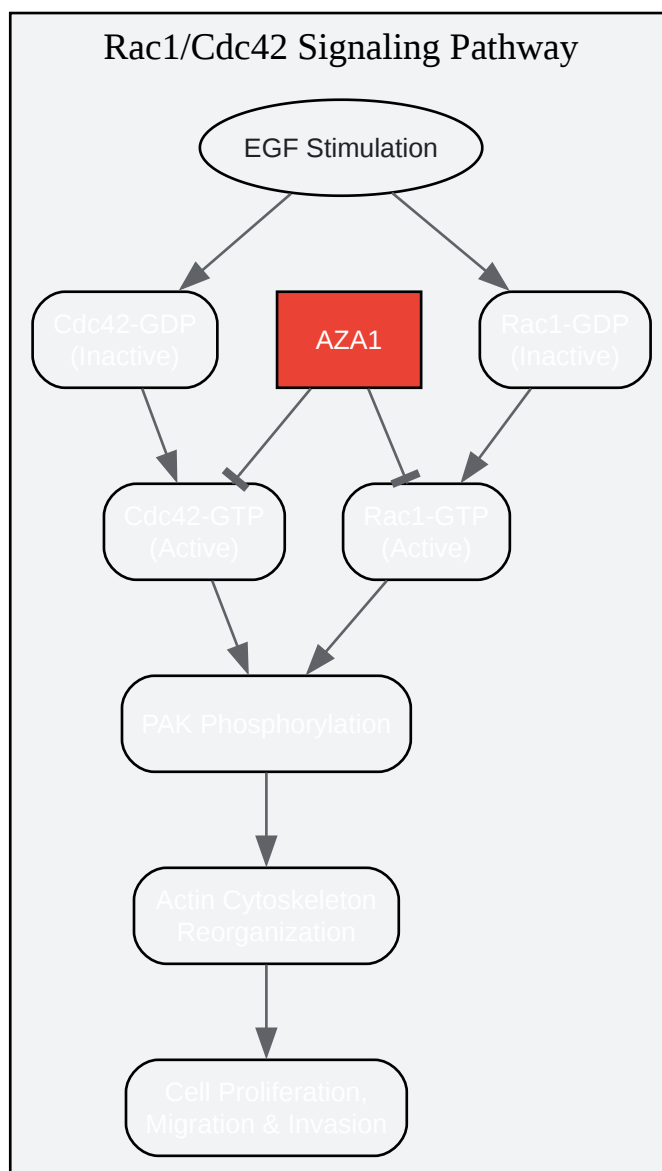 Rac1/Cdc42 Signaling Pathway
EGF Stimulation
Cdc42-GDP
(Inactive)
AZA1
Rac1-GDP
(Inactive)
Cdc42-GTP
(Active)
Rac1-GTP
(Active)
PAK Phosphorylation
Actin Cytoskeleton
Reorganization
Cell Proliferation,
Migration & Invasion